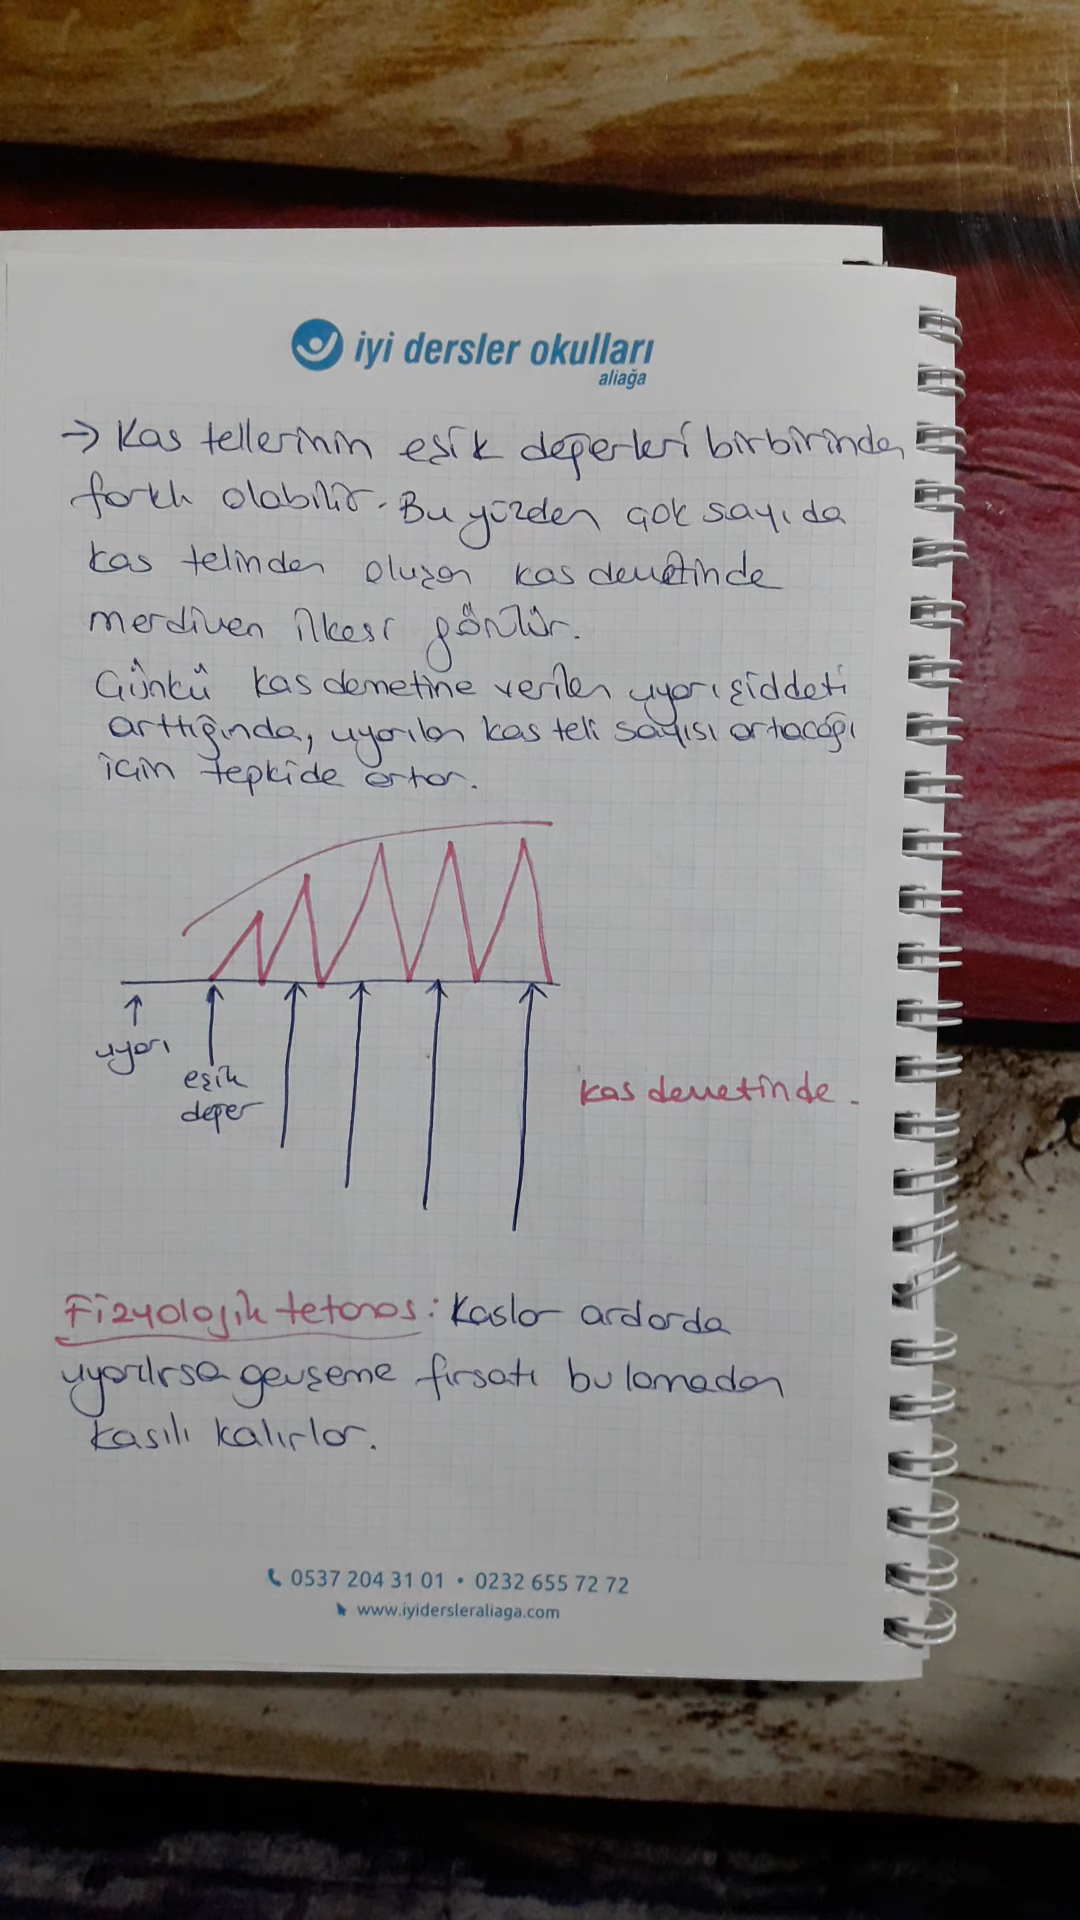 iyi dersler okulları
aliağa
→ Kas tellerinin eşik değerleri birbirinden
farklı olabilir. Bu yüzden çok sayıda
kas telinden oluşan kas demetinde
merdiven ilkesi görülür.
Çünkü kas demetine verilen uyarı şiddeti
arttığında, uyarılan kas teli sayısı artacağı
için tepkide artar.
uyarı
eşik
değer
kas demetinde.
Fizyolojik tetanos: Kaslar ardarda
uyarılırsa gevşeme fırsatı bulamadan
kasılı kalırlar.
0537 204 31 01 • 0232 655 72 72
www.iyidersleraliaga.com